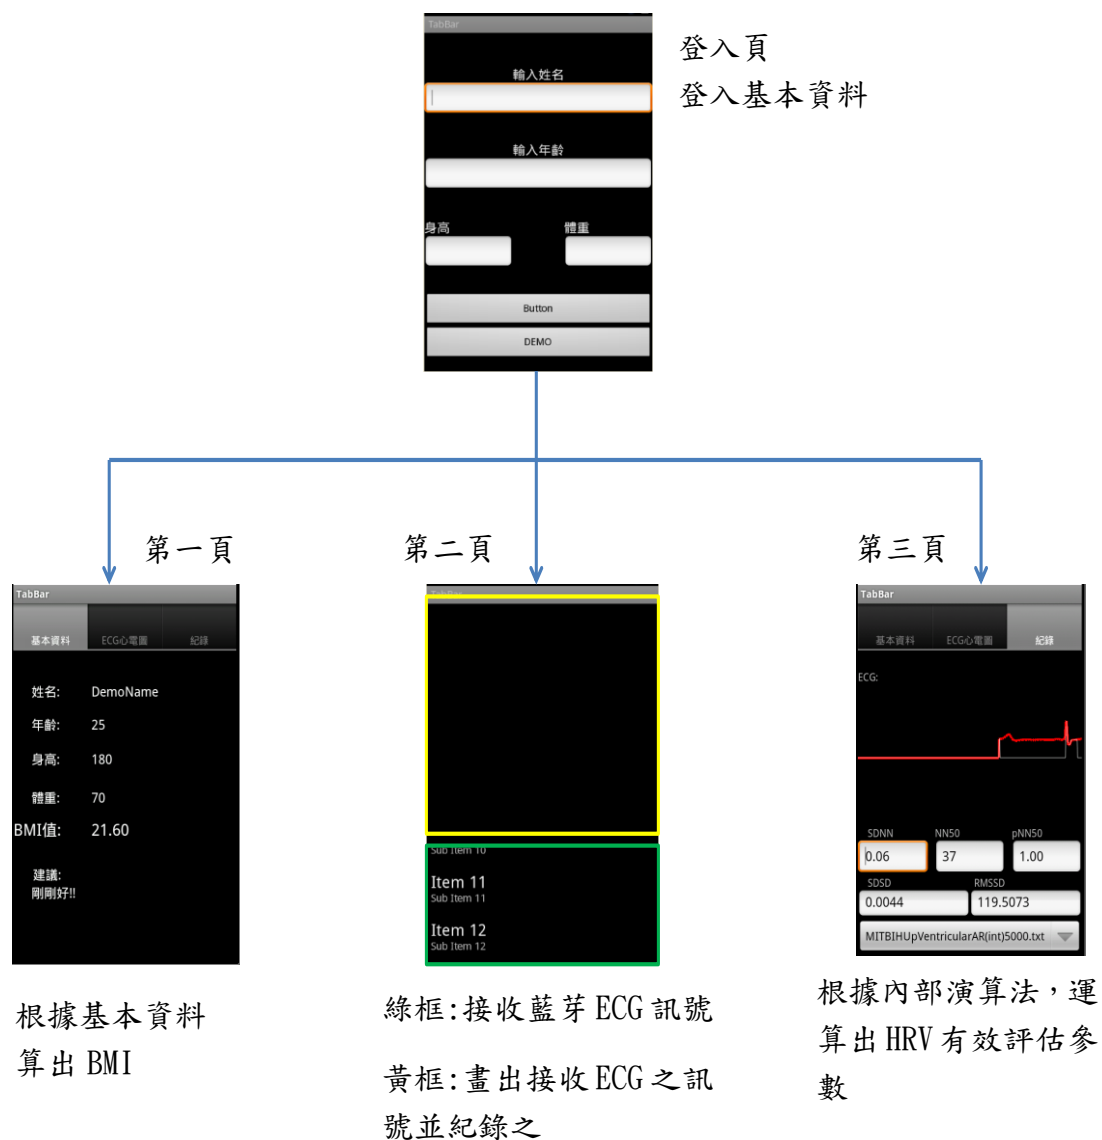 TabBar
輸入姓名
輸入年齡
身高 體重
Button
DEMO
登入頁
登入基本資料
第一頁
TabBar
基本資料 ECG心電圖 紀錄
姓名: DemoName
年齡: 25
身高: 180
體重: 70
BMI值: 21.60
建議:
剛剛好!!
根據基本資料
算出 BMI
第二頁
TabBar
Sub Item 10
Item 11
Sub Item 11
Item 12
Sub Item 12
綠框:接收藍芽 ECG 訊號
黃框:畫出接收 ECG 之訊
號並紀錄之
第三頁
TabBar
基本資料 ECG心電圖 紀錄
ECG:
SDNN NN50 pNN50
0.06 37 1.00
SDSD RMSSD
0.0044 119.5073
MITBIHUpVentricularAR(int)5000.txt
根據內部演算法，運
算出 HRV 有效評估參
數